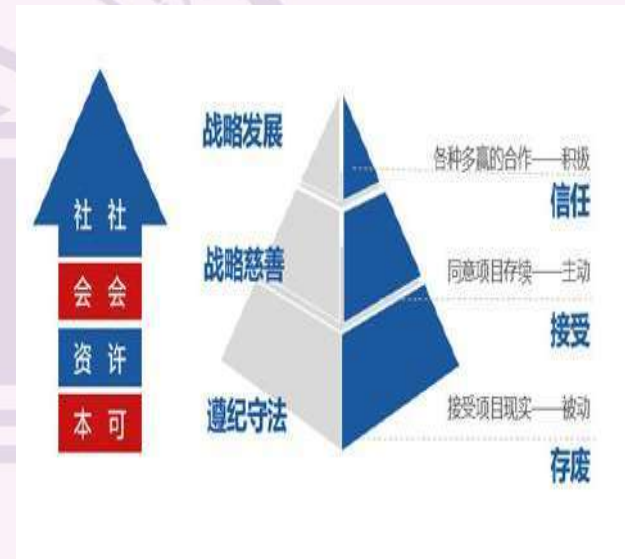 社 社
会 会
资 许
本 可
战略发展
战略慈善
遵纪守法
各种多赢的合作——积极
信任
同意项目存续——主动
接受
接受项目现实——被动
存废